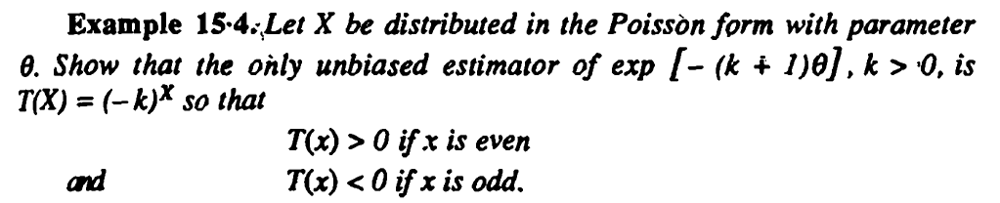 Example 15·4. Let X be distributed in the Poisson form with parameter
θ. Show that the only unbiased estimator of exp [– (k + 1)θ], k > 0, is
T(X) = (– k)^X so that
T(x) > 0 if x is even
and T(x) < 0 if x is odd.